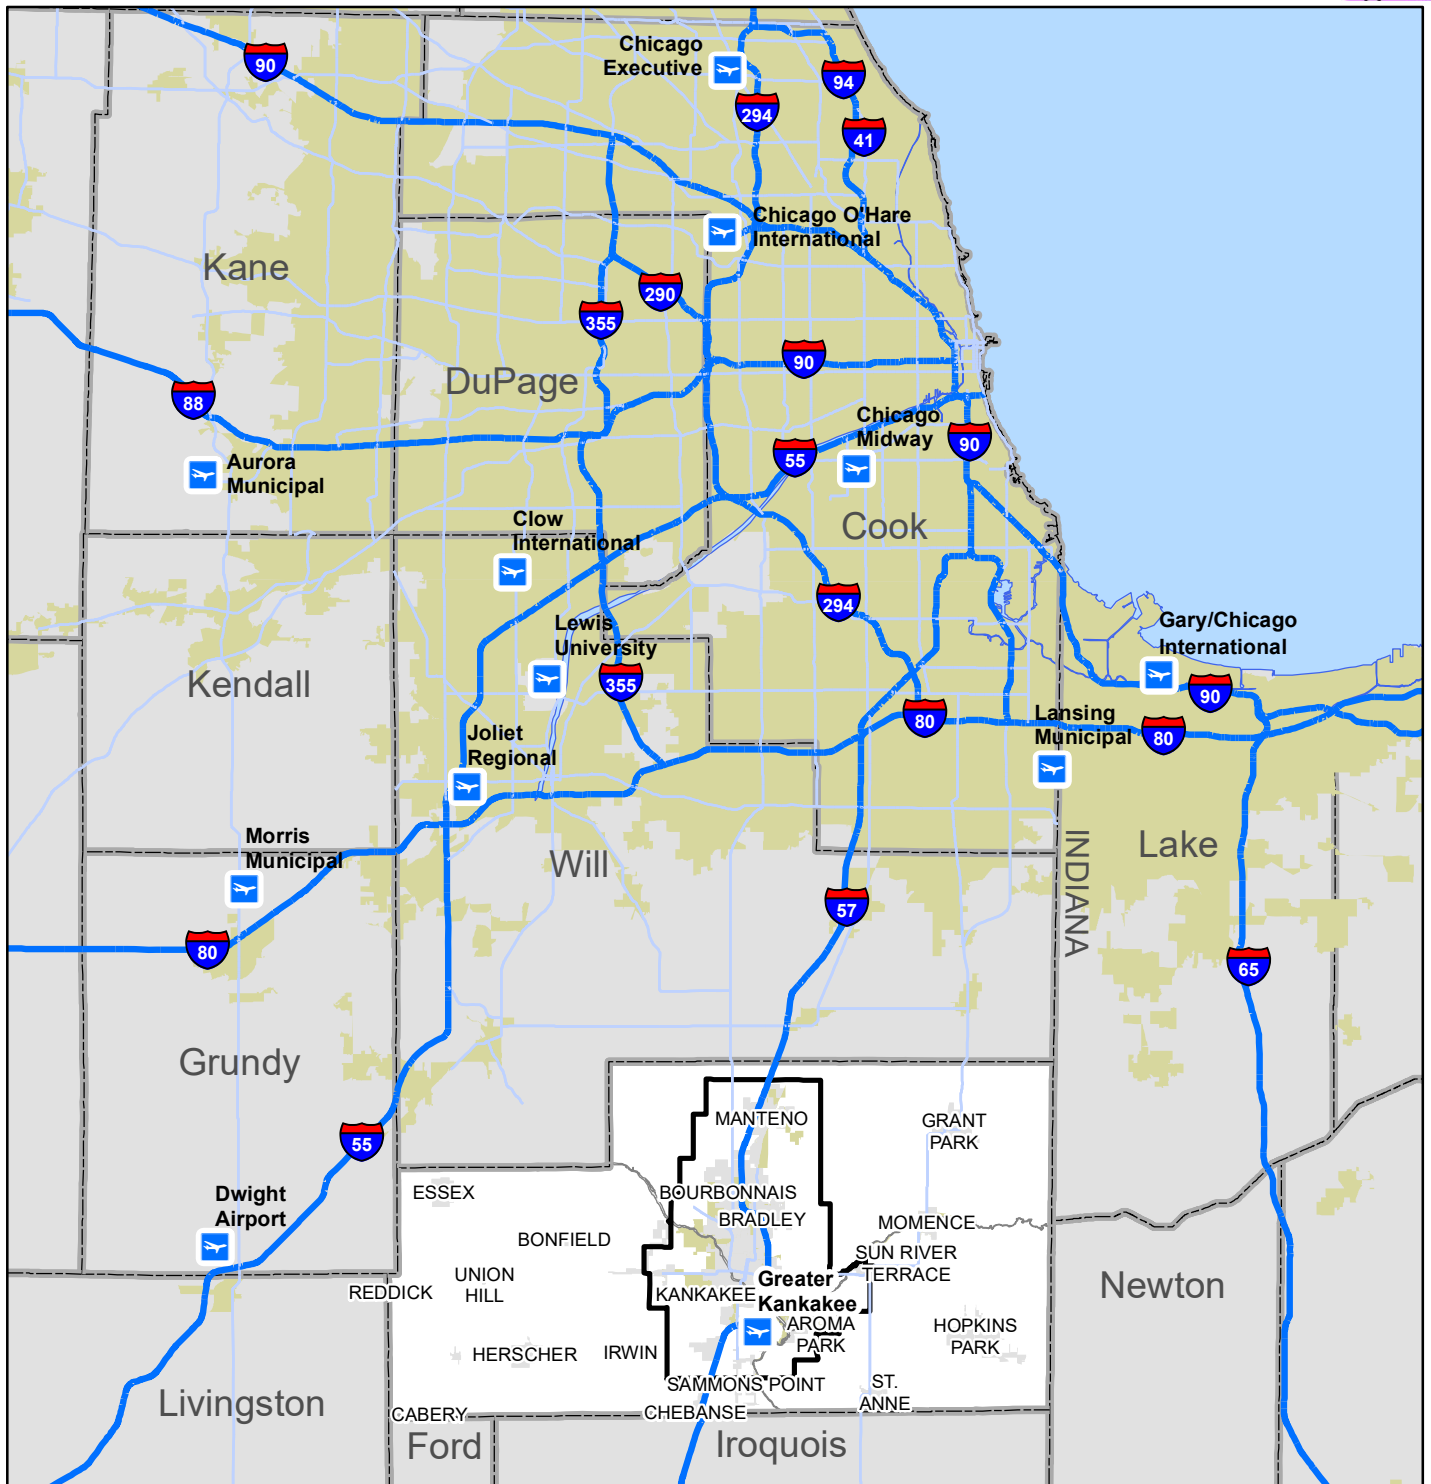 90
Chicago
Executive
94
294
41
Chicago O'Hare
International
Kane
290
355
90
DuPage
88
Chicago
Midway
90
55
Aurora
Municipal
Clow
International
Cook
294
Lewis
University
Gary/Chicago
International
Kendall
355
90
80
Lansing
Municipal
80
Joliet
Regional
Morris
Municipal
Will
INDIANA
Lake
57
80
65
Grundy
MANTENO
GRANT
PARK
55
ESSEX
BOURBONNAIS
BRADLEY
MOMENCE
Dwight
Airport
BONFIELD
SUN RIVER
TERRACE
UNION
HILL
REDDICK
KANKAKEE
Greater
Kankakee
Newton
AROMA
PARK
HOPKINS
PARK
HERSCHER
IRWIN
SAMMONS POINT
ST.
ANNE
Livingston
CABERY
CHEBANSE
Ford
Iroquois